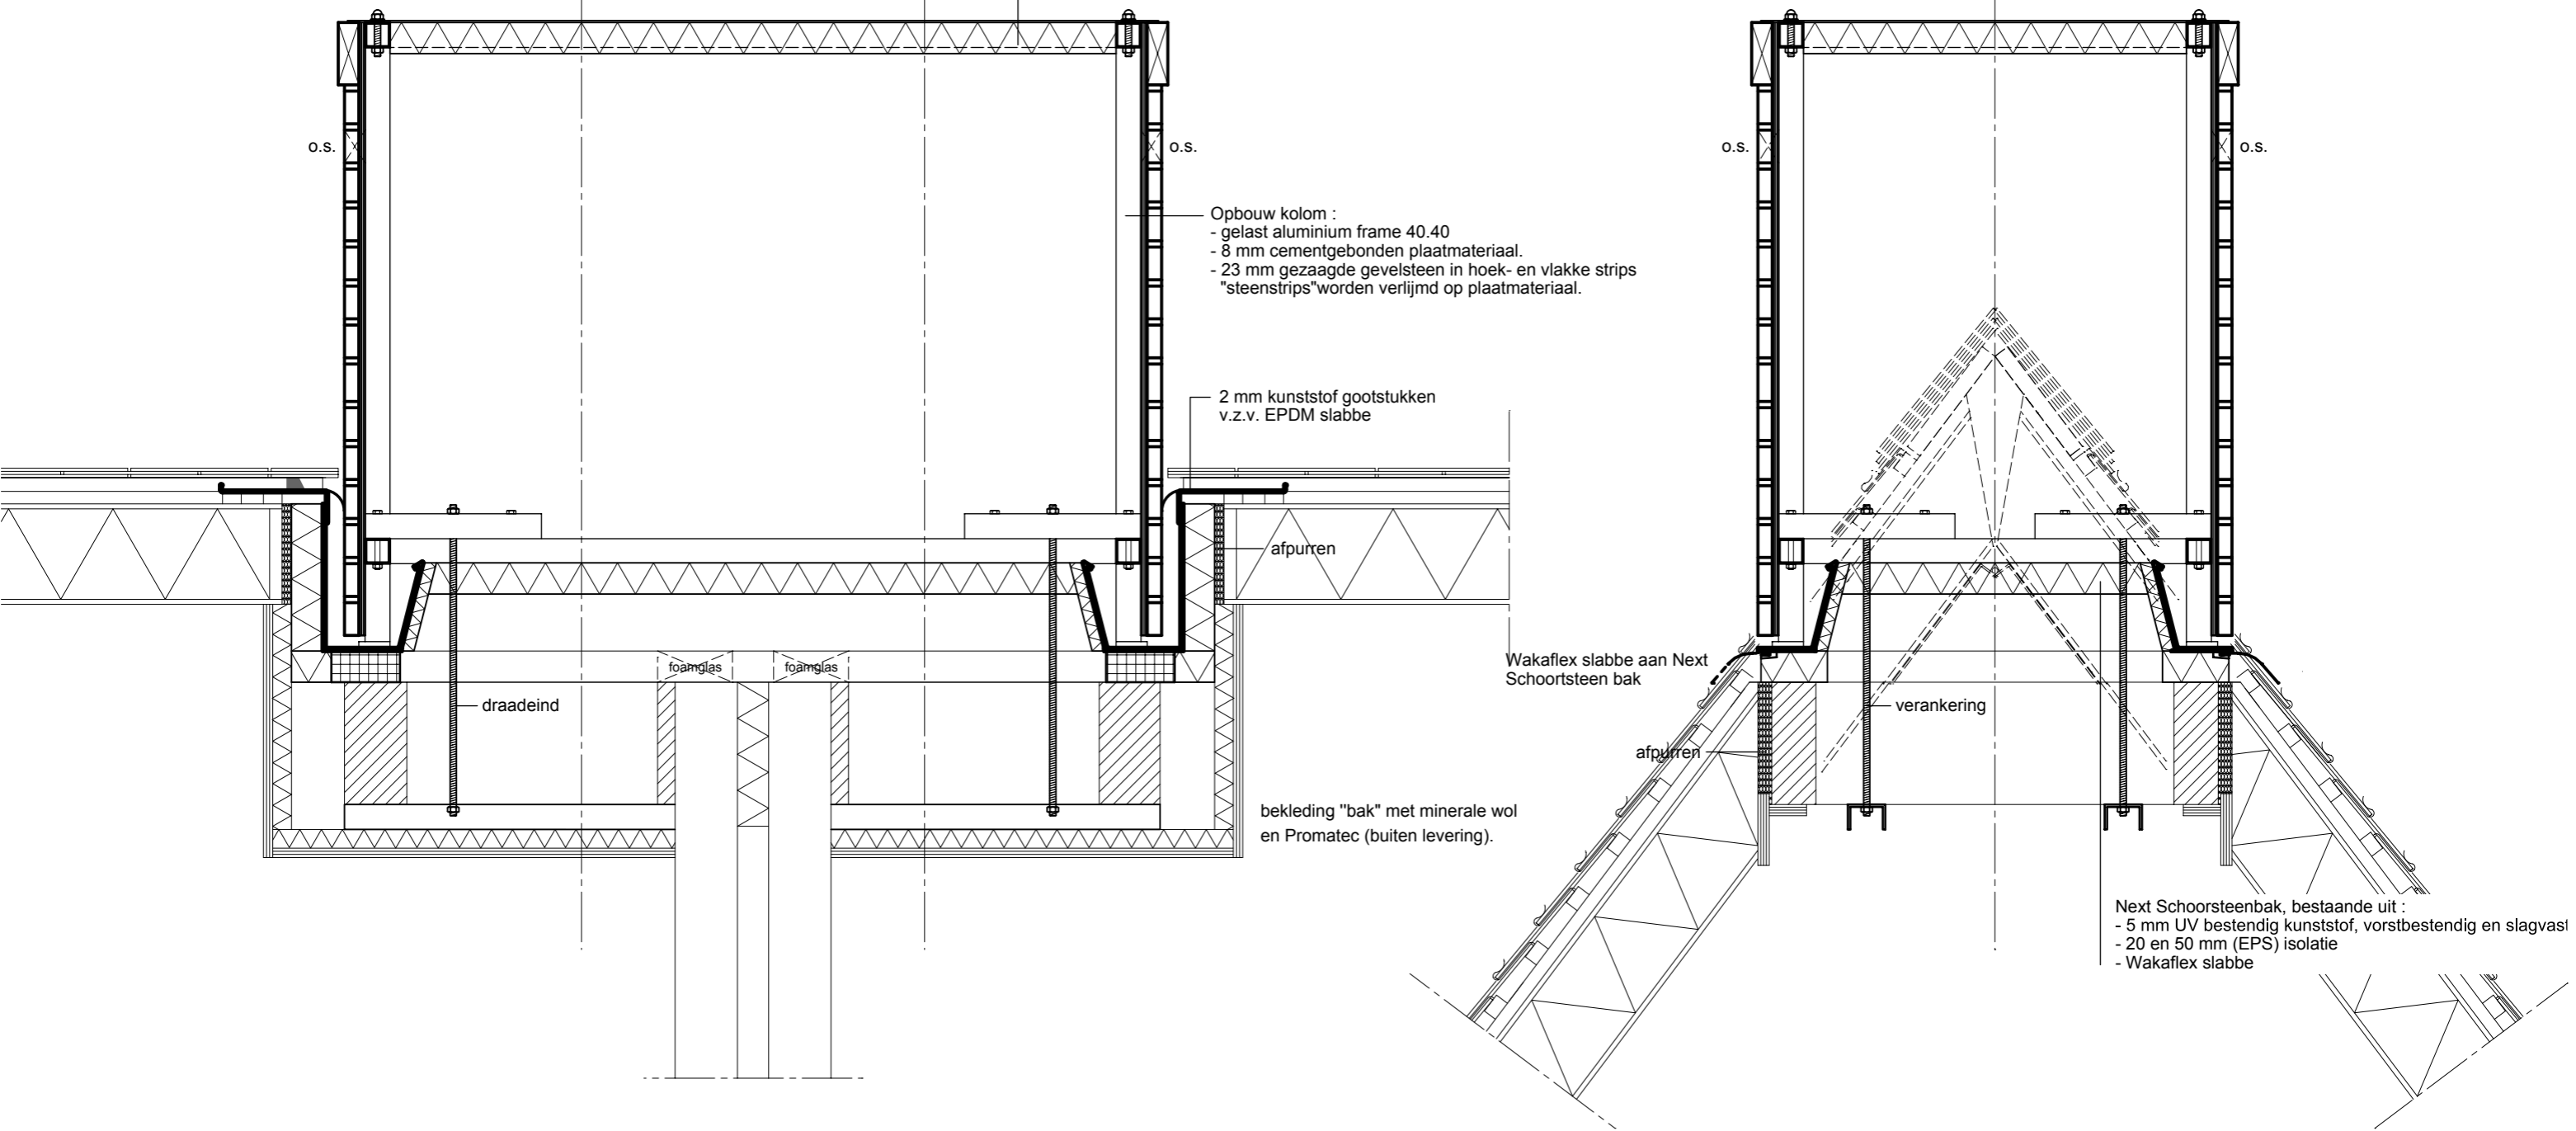 o.s.
o.s.
o.s.
o.s.
Opbouw kolom :
- gelast aluminium frame 40.40
- 8 mm cementgebonden plaatmateriaal.
- 23 mm gezaagde gevelsteen in hoek- en vlakke strips
"steenstrips"worden verlijmd op plaatmateriaal.
2 mm kunststof gootstukken
v.z.v. EPDM slabbe
afpurren
foamglas
foamglas
Wakaflex slabbe aan Next
Schoortsteen bak
draadeind
verankering
afpurren
bekleding "bak" met minerale wol
en Promatec (buiten levering).
Next Schoorsteenbak, bestaande uit :
- 5 mm UV bestendig kunststof, vorstbestendig en slagvast
- 20 en 50 mm (EPS) isolatie
- Wakaflex slabbe